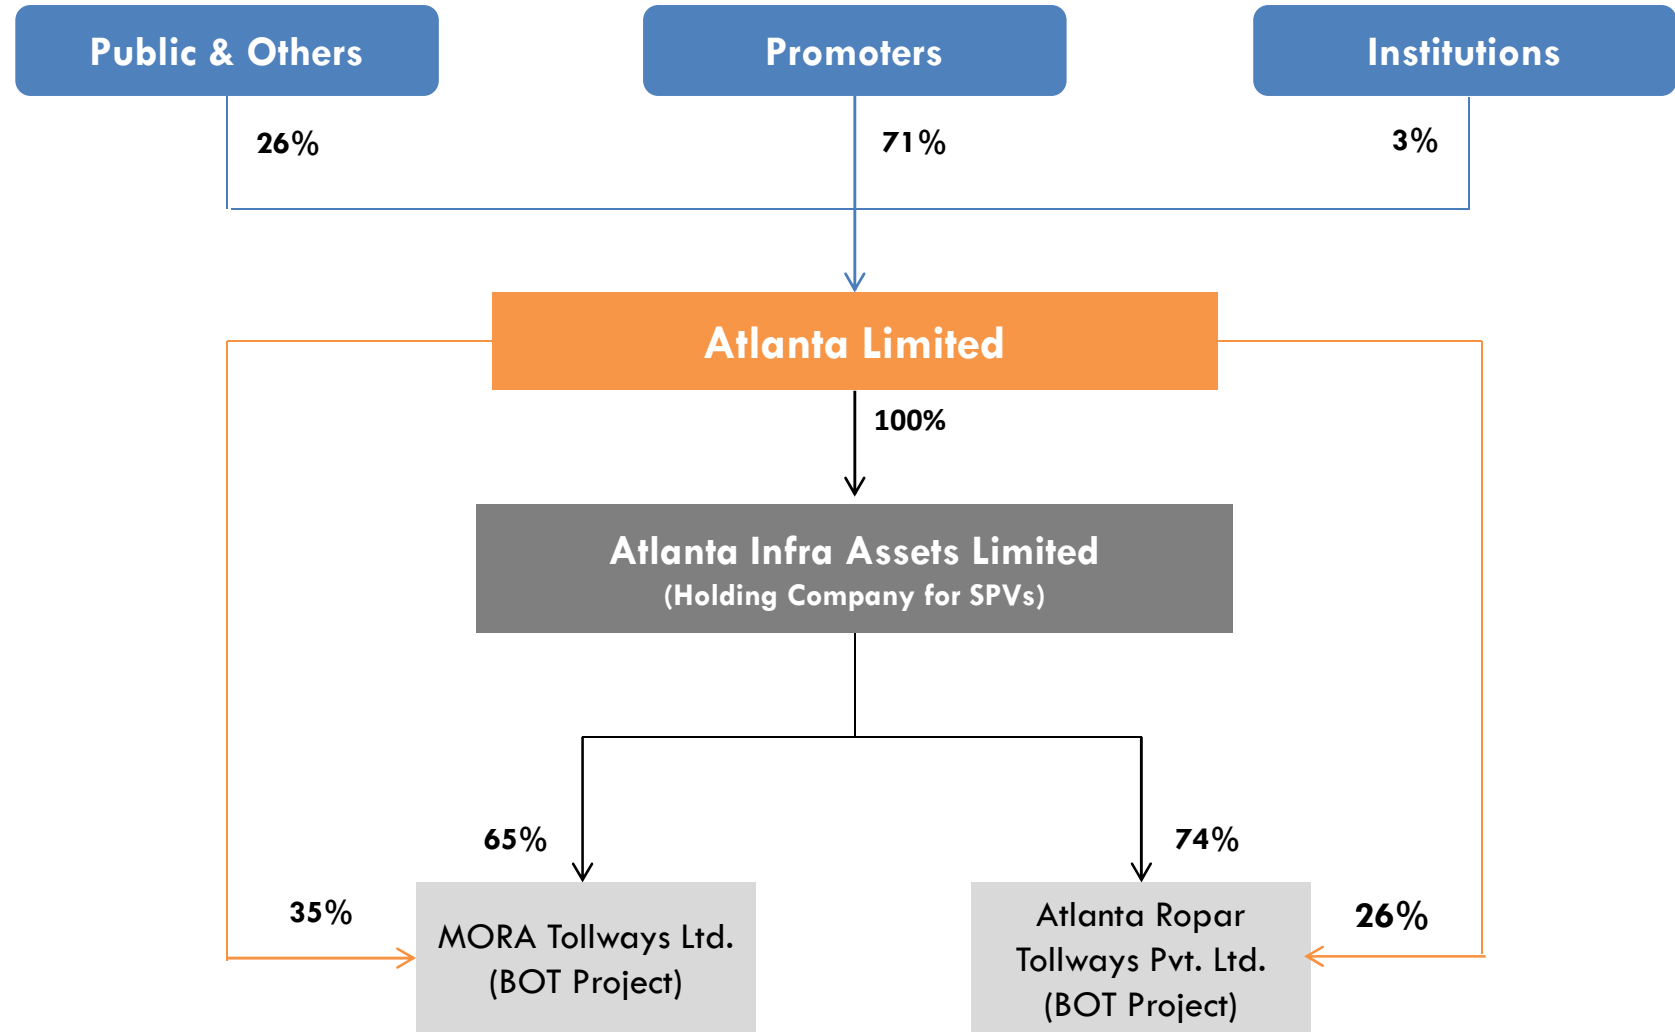 Public & Others
Promoters
Institutions
26%
71%
3%
Atlanta Limited
100%
Atlanta Infra Assets Limited
(Holding Company for SPVs)
65%
74%
35%
26%
MORA Tollways Ltd.
(BOT Project)
Atlanta Ropar
Tollways Pvt. Ltd.
(BOT Project)